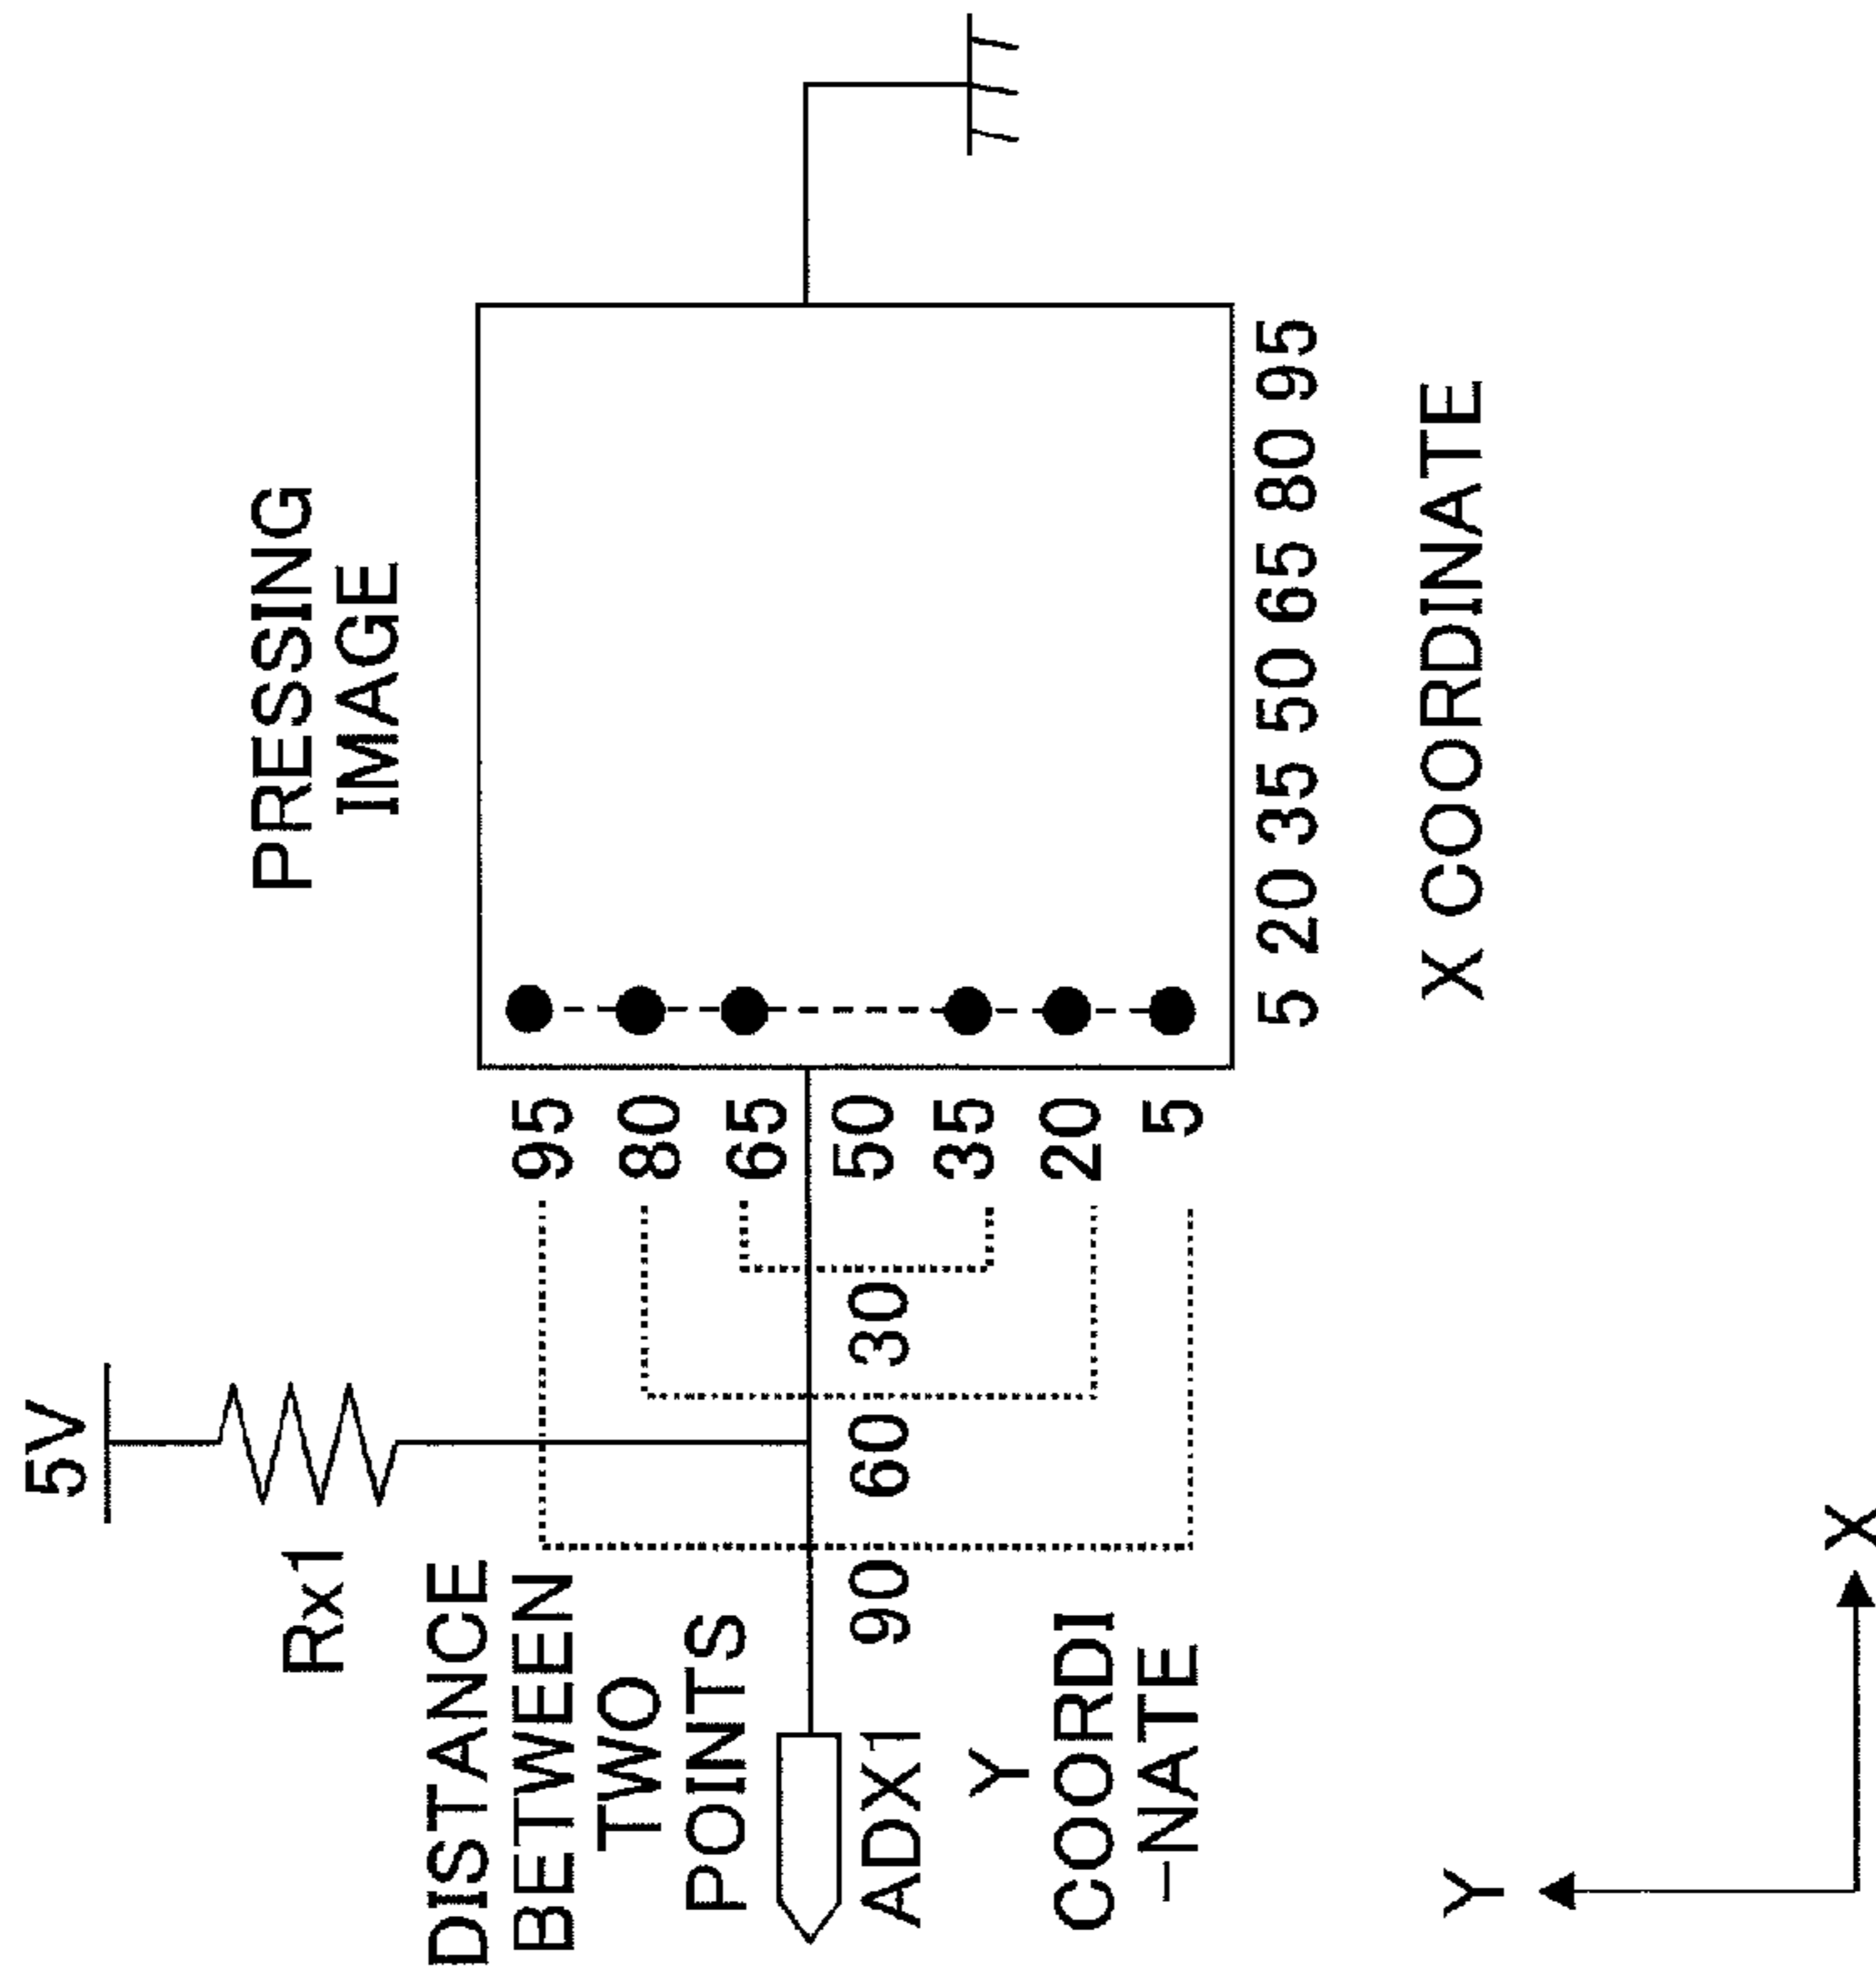 5V
Rx1
PRESSING
IMAGE
DISTANCE
BETWEEN
TWO
POINTS
95
80
65
50
35
20
5
30
60
90
ADX1
Y
COORDI
-NATE
5 20 35 50 65 80 95
X COORDINATE
Y
X